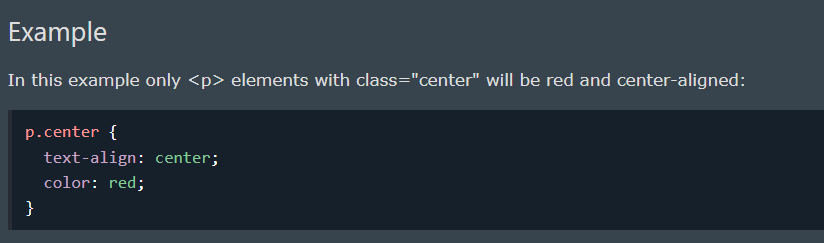 Example
In this example only <p> elements with class="center" will be red and center-aligned:
p.center {
  text-align: center;
  color: red;
}